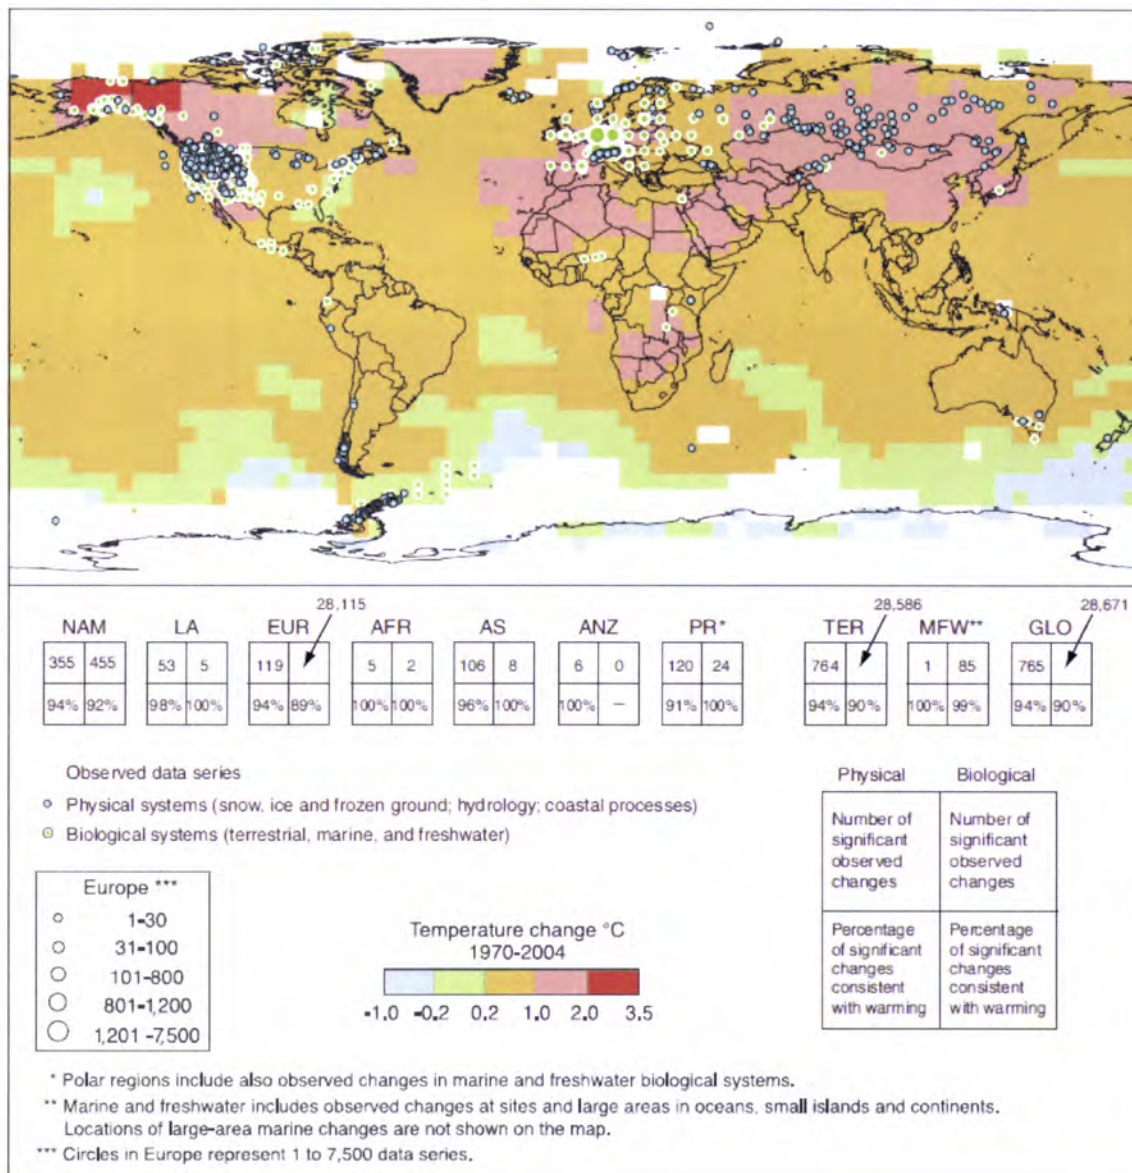 28,115
28,586
28,671
NAM LA EUR AFR AS ANZ PR* TER MFW** GLO
355 455 53 5 119 5 2 106 8 6 0 120 24 764 1 85 765
94% 92% 98% 100% 94% 89% 100% 100% 96% 100% 100% – 91% 100% 94% 90% 100% 99% 94% 90%
Observed data series
Physical systems (snow, ice and frozen ground; hydrology; coastal processes)
Biological systems (terrestrial, marine, and freshwater)
Physical Biological
Number of significant observed changes
Number of significant observed changes
Percentage of significant changes consistent with warming
Percentage of significant changes consistent with warming
Europe ***
1-30
31-100
101-800
801-1,200
1,201 -7,500
Temperature change °C
1970-2004
-1.0 -0.2 0.2 1.0 2.0 3.5
* Polar regions include also observed changes in marine and freshwater biological systems.
** Marine and freshwater includes observed changes at sites and large areas in oceans, small islands and continents.
Locations of large-area marine changes are not shown on the map.
*** Circles in Europe represent 1 to 7,500 data series.